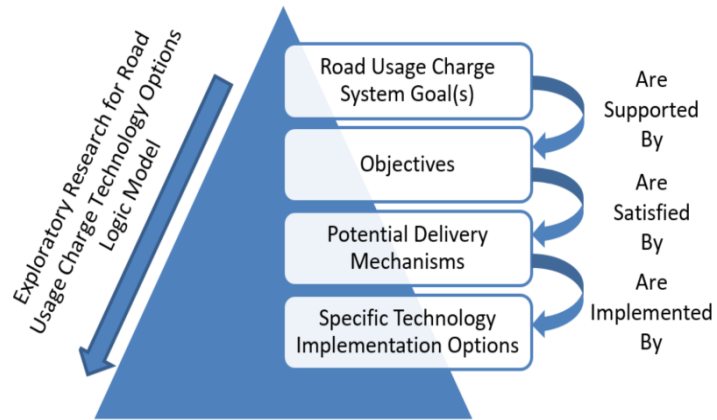 Exploratory Research for Road
Usage Charge Technology Options
Logic Model
Road Usage Charge
System Goal(s)
Are
Supported
By
Objectives
Are
Satisfied
By
Potential Delivery
Mechanisms
Are
Implemented
By
Specific Technology
Implementation Options